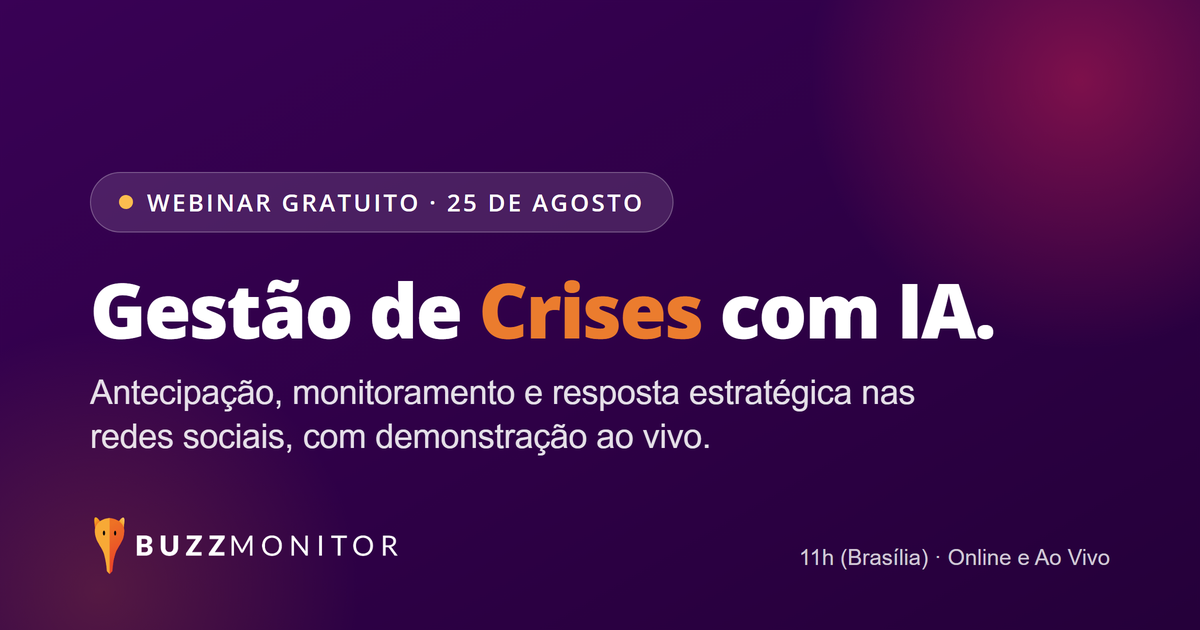 WEBINAR GRATUITO · 25 DE AGOSTO
Gestão de Crises com IA.
Antecipação, monitoramento e resposta estratégica nas
redes sociais, com demonstração ao vivo.
BUZZMONITOR
11h (Brasília) · Online e Ao Vivo